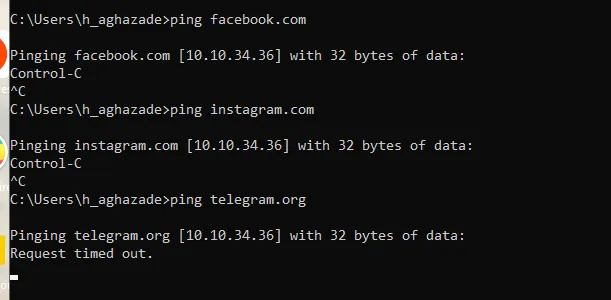 C:\Users\h_aghazade>ping facebook.com
Pinging facebook.com [10.10.34.36] with 32 bytes of data:
Control-C
^C
C:\Users\h_aghazade>ping instagram.com
Pinging instagram.com [10.10.34.36] with 32 bytes of data:
Control-C
^C
C:\Users\h_aghazade>ping telegram.org
Pinging telegram.org [10.10.34.36] with 32 bytes of data:
Request timed out.